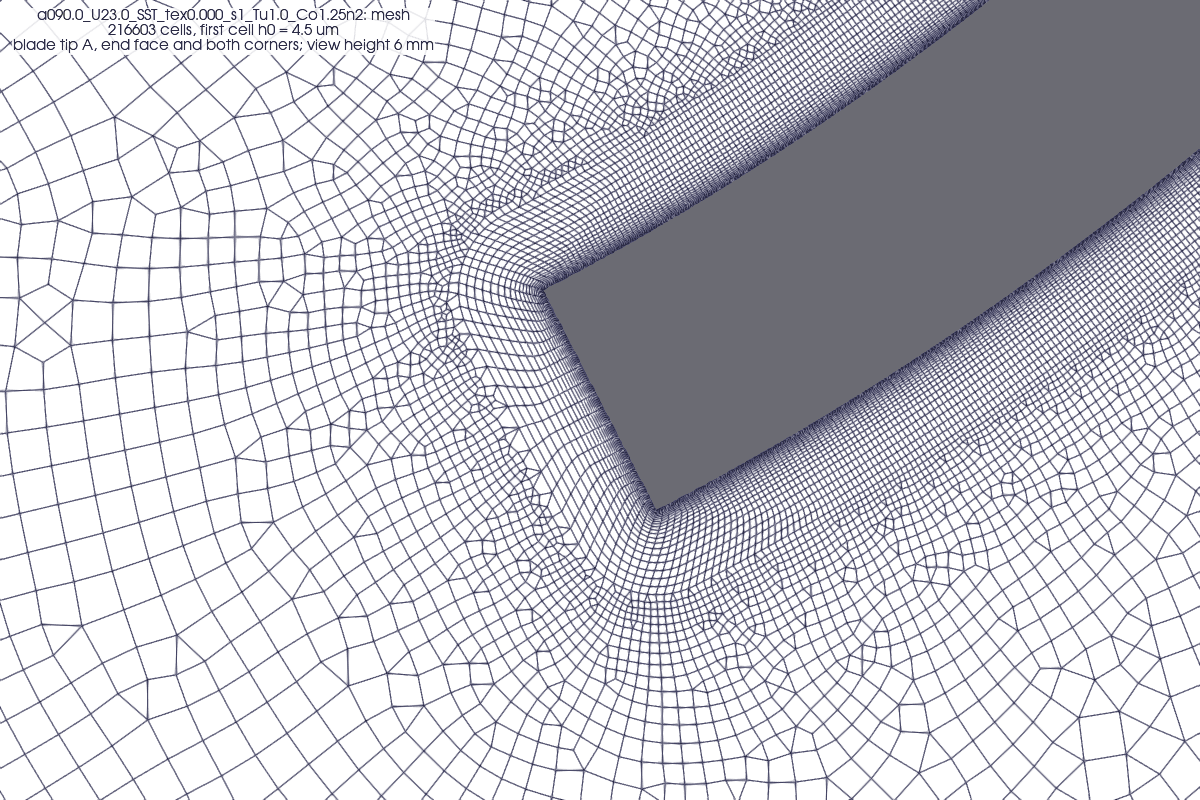 a090.0_U23.0_SST_tex0.000_s1_Tu1.0_Co1.25n2: mesh
216603 cells, first cell h0 = 4.5 um
blade tip A, end face and both corners; view height 6 mm